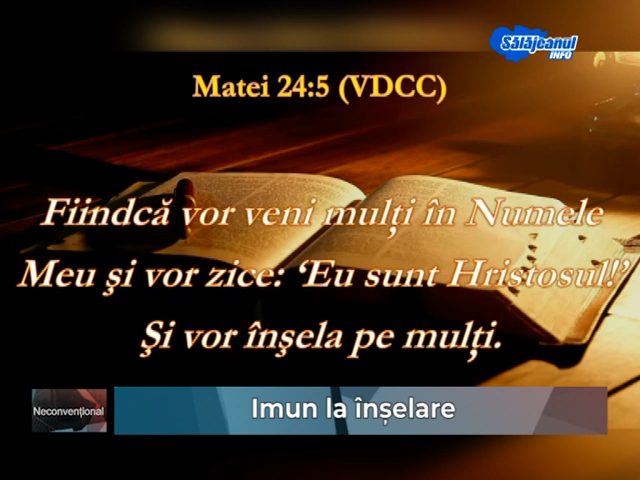 Sălăjeanul
INFO
Matei 24:5 (VDCC)
Fiindcă vor veni mulți în Numele
Meu şi vor zice: ‘Eu sunt Hristosul!’
Şi vor înşela pe mulți.
Neconvențional
Imun la înșelare